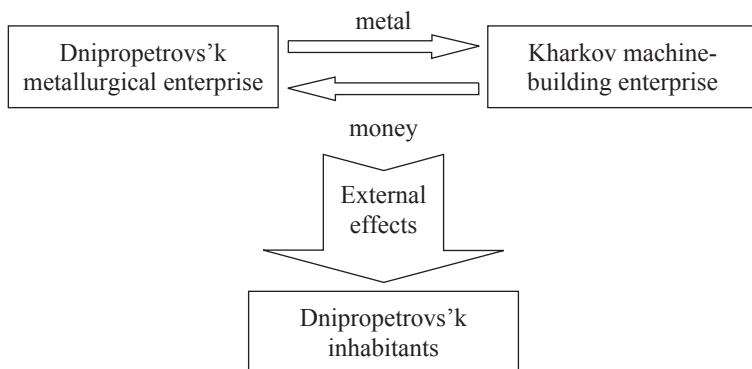 metal
Dnipropetrovs’k
metallurgical enterprise
Kharkov machine-
building enterprise
money
External
effects
Dnipropetrovs’k
inhabitants